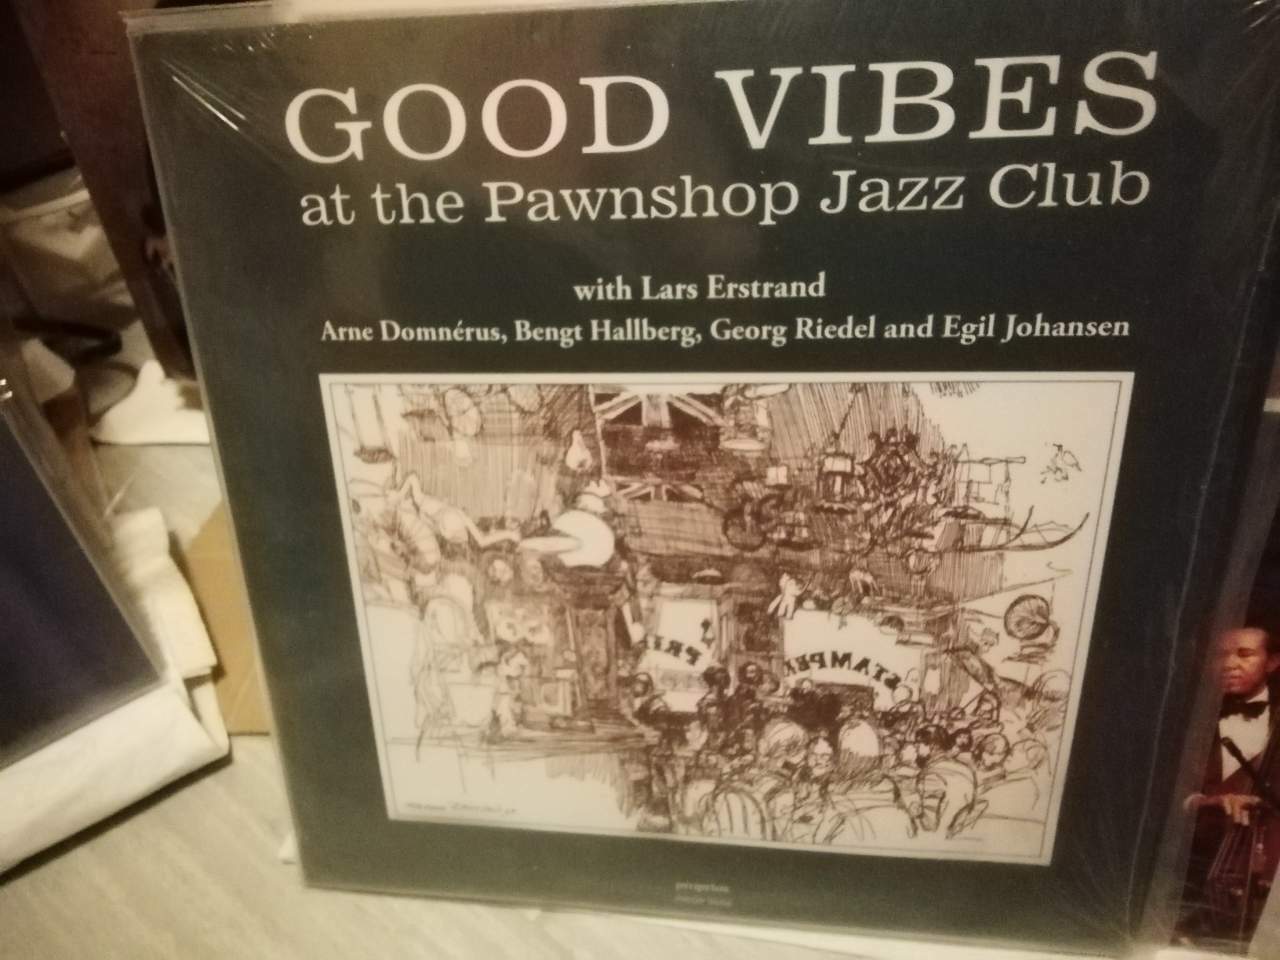 GOOD VIBES
at the Pawnshop Jazz Club
with Lars Erstrand
Arne Domnérus, Bengt Hallberg, Georg Riedel and Egil Johansen